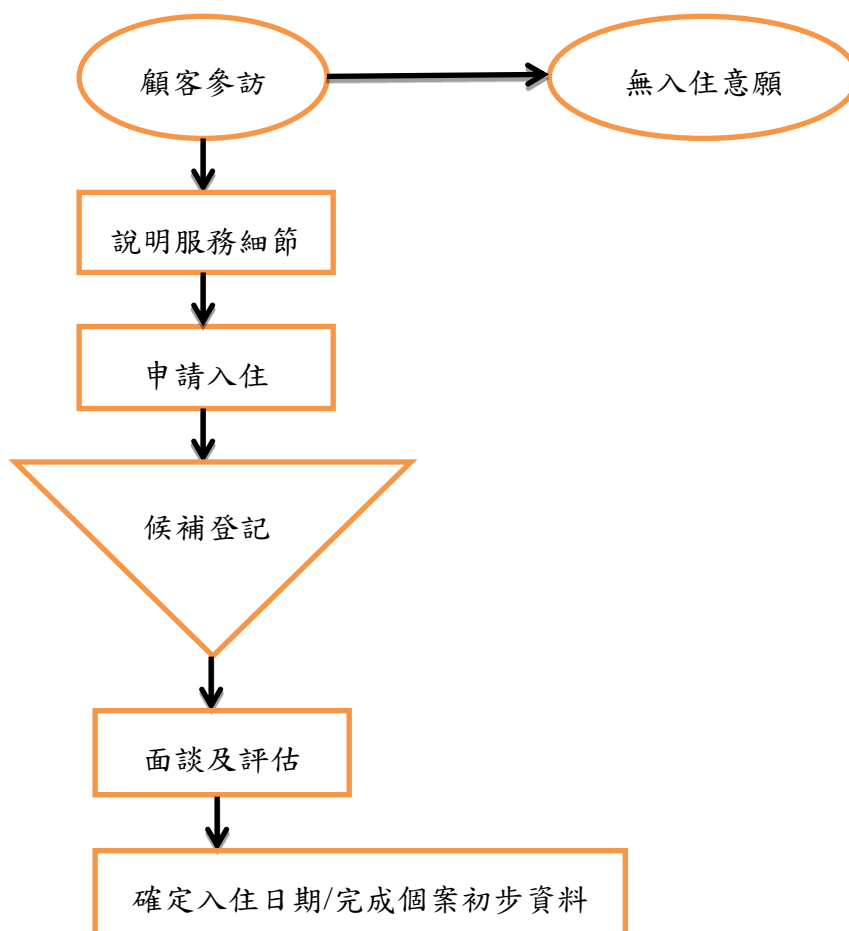 顧客參訪
無入住意願
說明服務細節
申請入住
候補登記
面談及評估
確定入住日期/完成個案初步資料